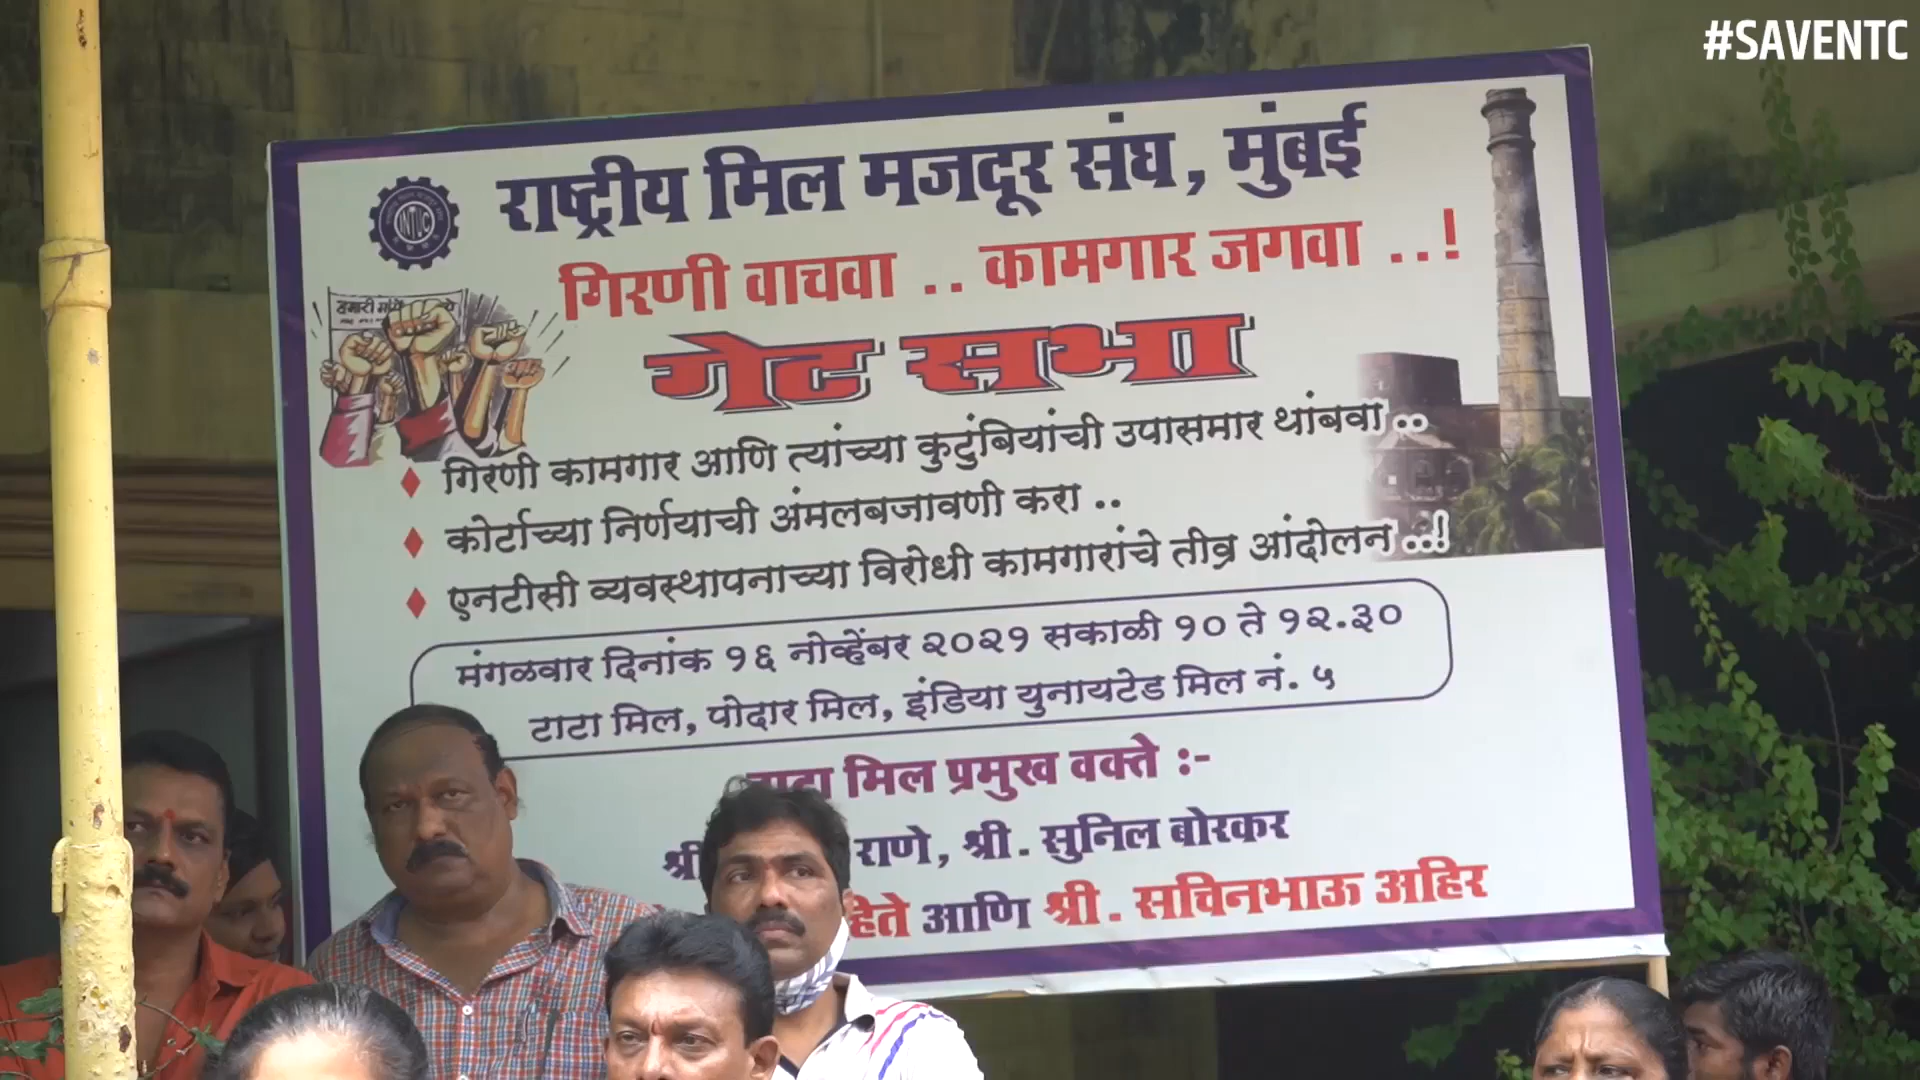 #SAVENTC
राष्ट्रीय मिल मजदूर संघ, मुंबई
INTUC
गिरणी वाचवा .. कामगार जगवा ..!
हमारी
गेट सभा
गिरणी कामगार आणि त्यांच्या कुटुंबियांची उपासमार थांबवा ..
कोर्टाच्या निर्णयाची अंमलबजावणी करा ..
एनटीसी व्यवस्थापनाच्या विरोधी कामगारांचे तीव्र आंदोलन ..!
मंगळवार दिनांक १६ नोव्हेंबर २०२१ सकाळी १० ते १२.३०
टाटा मिल, पोदार मिल, इंडिया युनायटेड मिल नं. ५
मिल प्रमुख वक्ते :-
श्री राणे, श्री. सुनिल बोरकर
आणि श्री. सचिनभाऊ अहिर